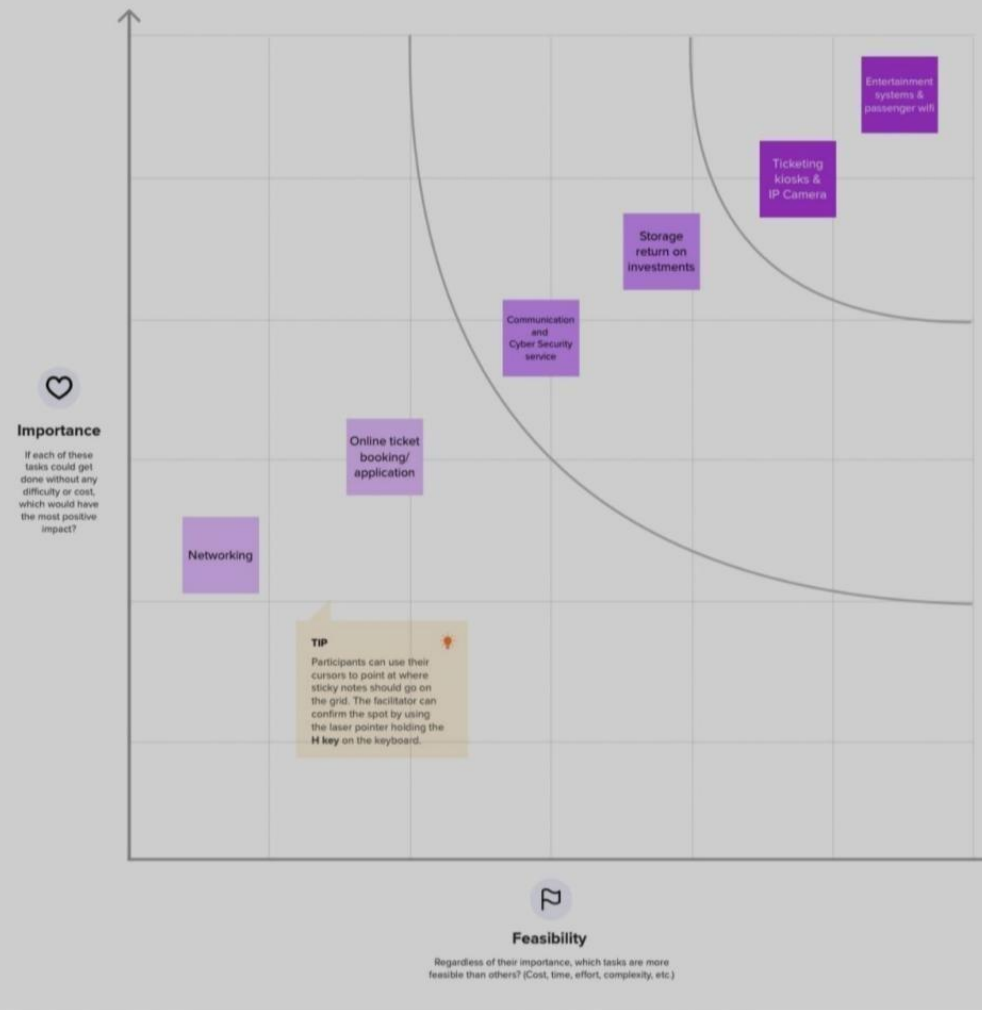 Entertainment
systems &
passenger wifi
Ticketing
kiosks &
IP Camera
Storage
return on
investments
Communication
and
Cyber Security
service
Online ticket
booking/
application
Networking
Importance
If each of these
tasks could get
done without any
difficulty or cost,
which would have
the most positive
impact?
TIP
Participants can use their
cursors to point at where
sticky notes should go on
the grid. The facilitator can
confirm the spot by using
the laser pointer holding the
H key on the keyboard.
Feasibility
Regardless of their importance, which tasks are more
feasible than others? (Cost, time, effort, complexity, etc.)